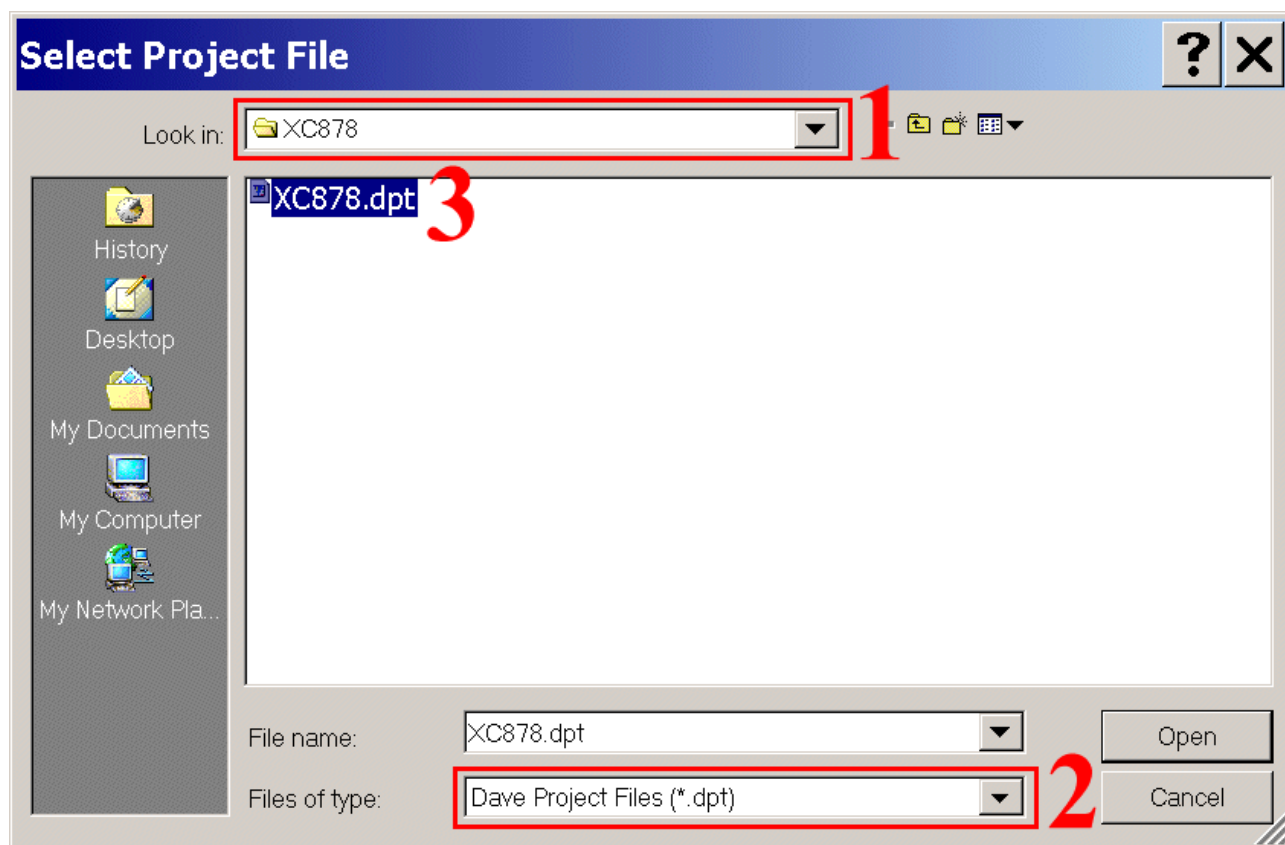 Select Project File
?
Look in: XC878 1
XC878.dpt 3
History
Desktop
My Documents
My Computer
My Network Pla...
File name: XC878.dpt Open
Files of type: Dave Project Files (*.dpt) 2 Cancel